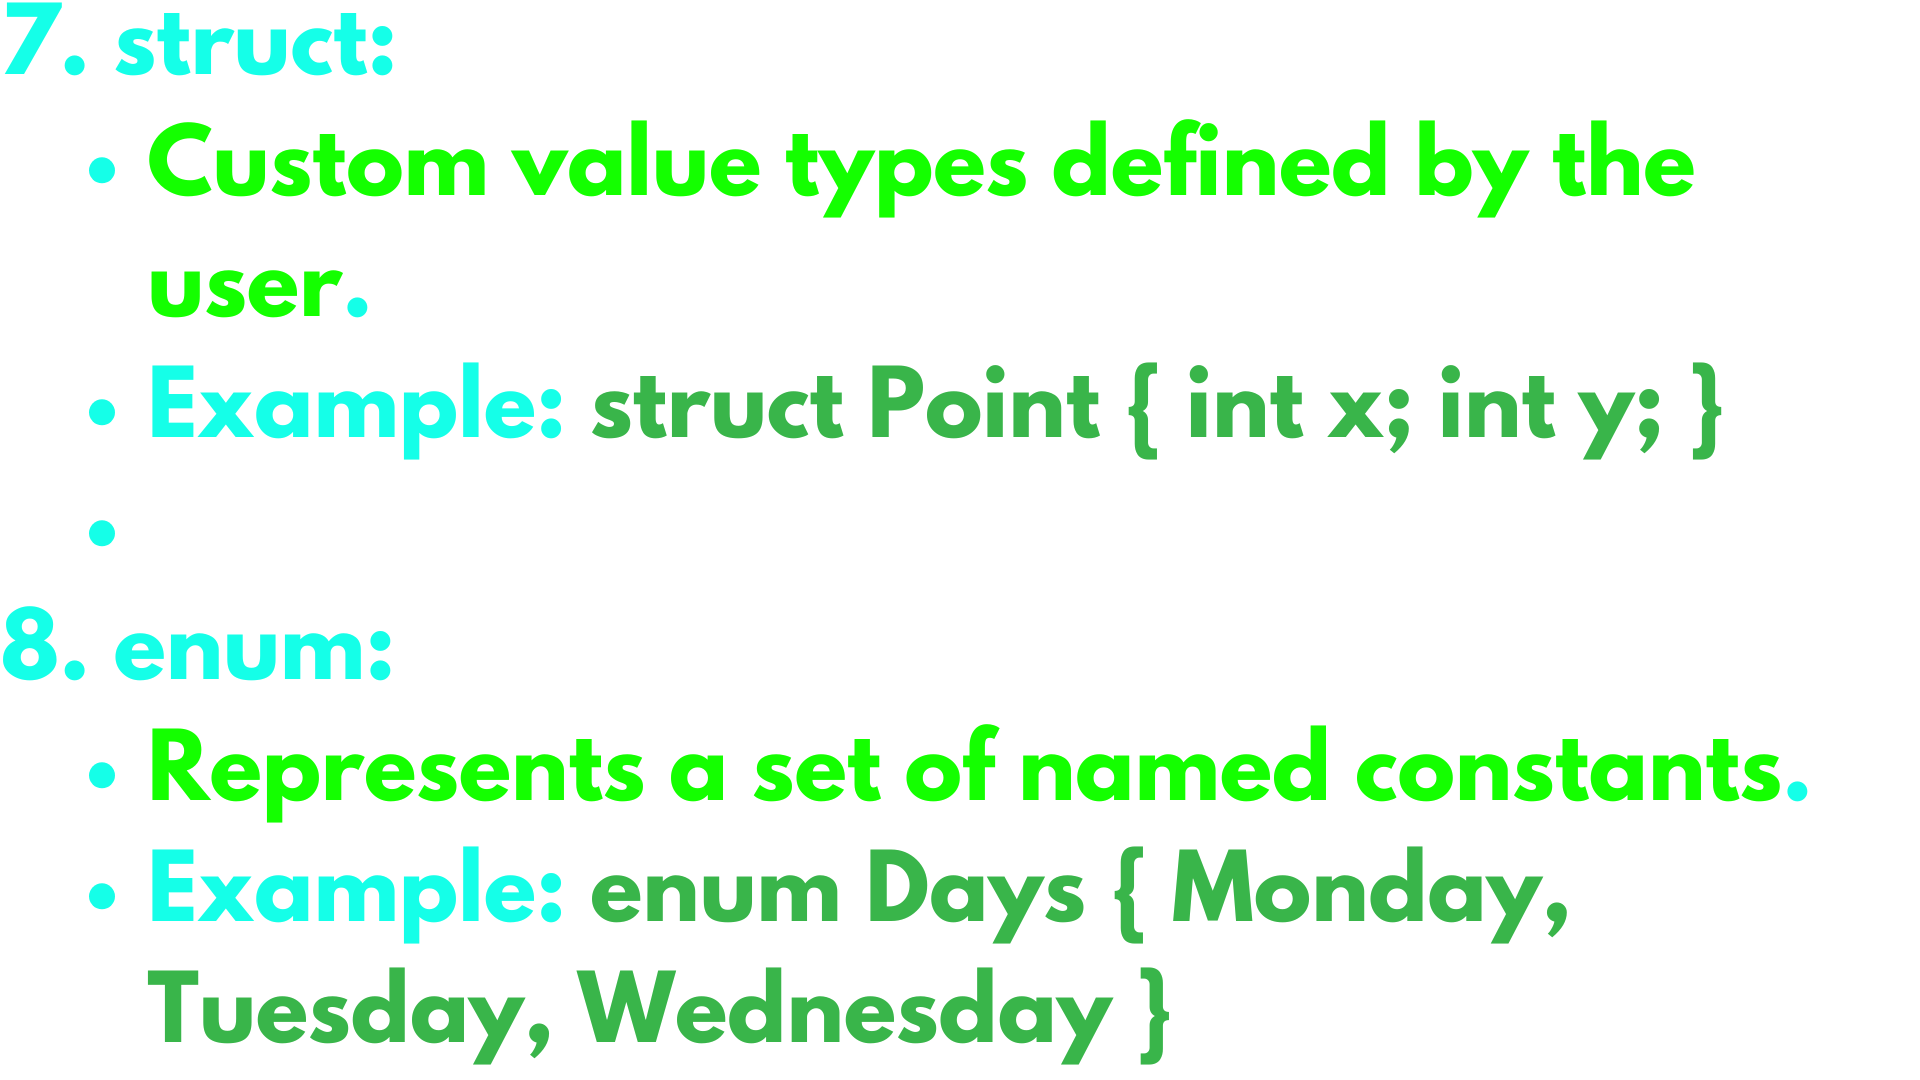 7. struct:
• Custom value types defined by the
user.
• Example: struct Point { int x; int y; }
•
8. enum:
• Represents a set of named constants.
• Example: enum Days { Monday,
Tuesday, Wednesday }